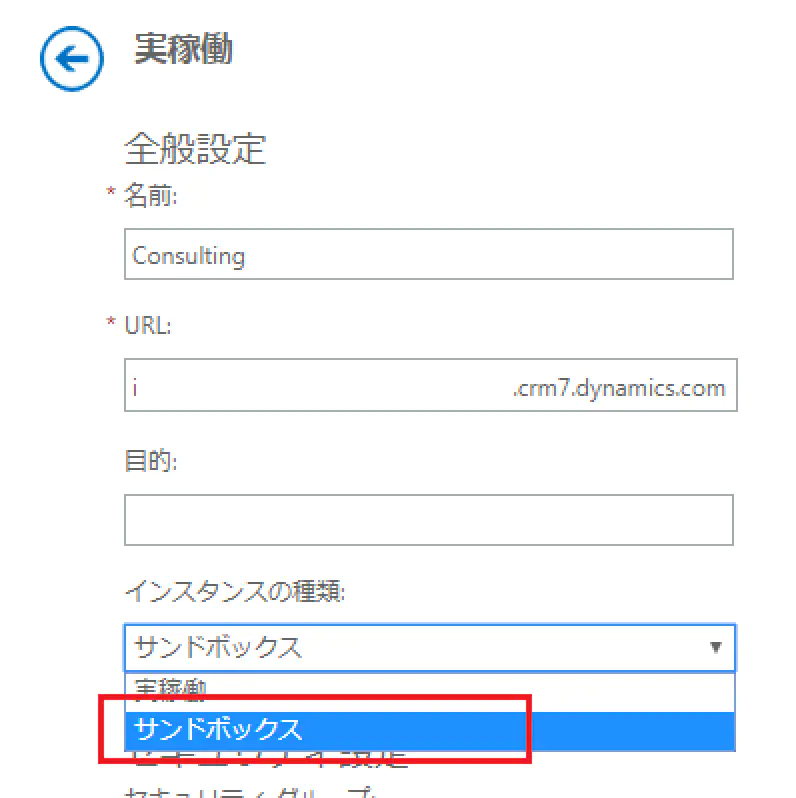 実稼働
全般設定
* 名前:
Consulting
* URL:
i .crm7.dynamics.com
目的:
インスタンスの種類:
サンドボックス ▼
実稼働
サンドボックス